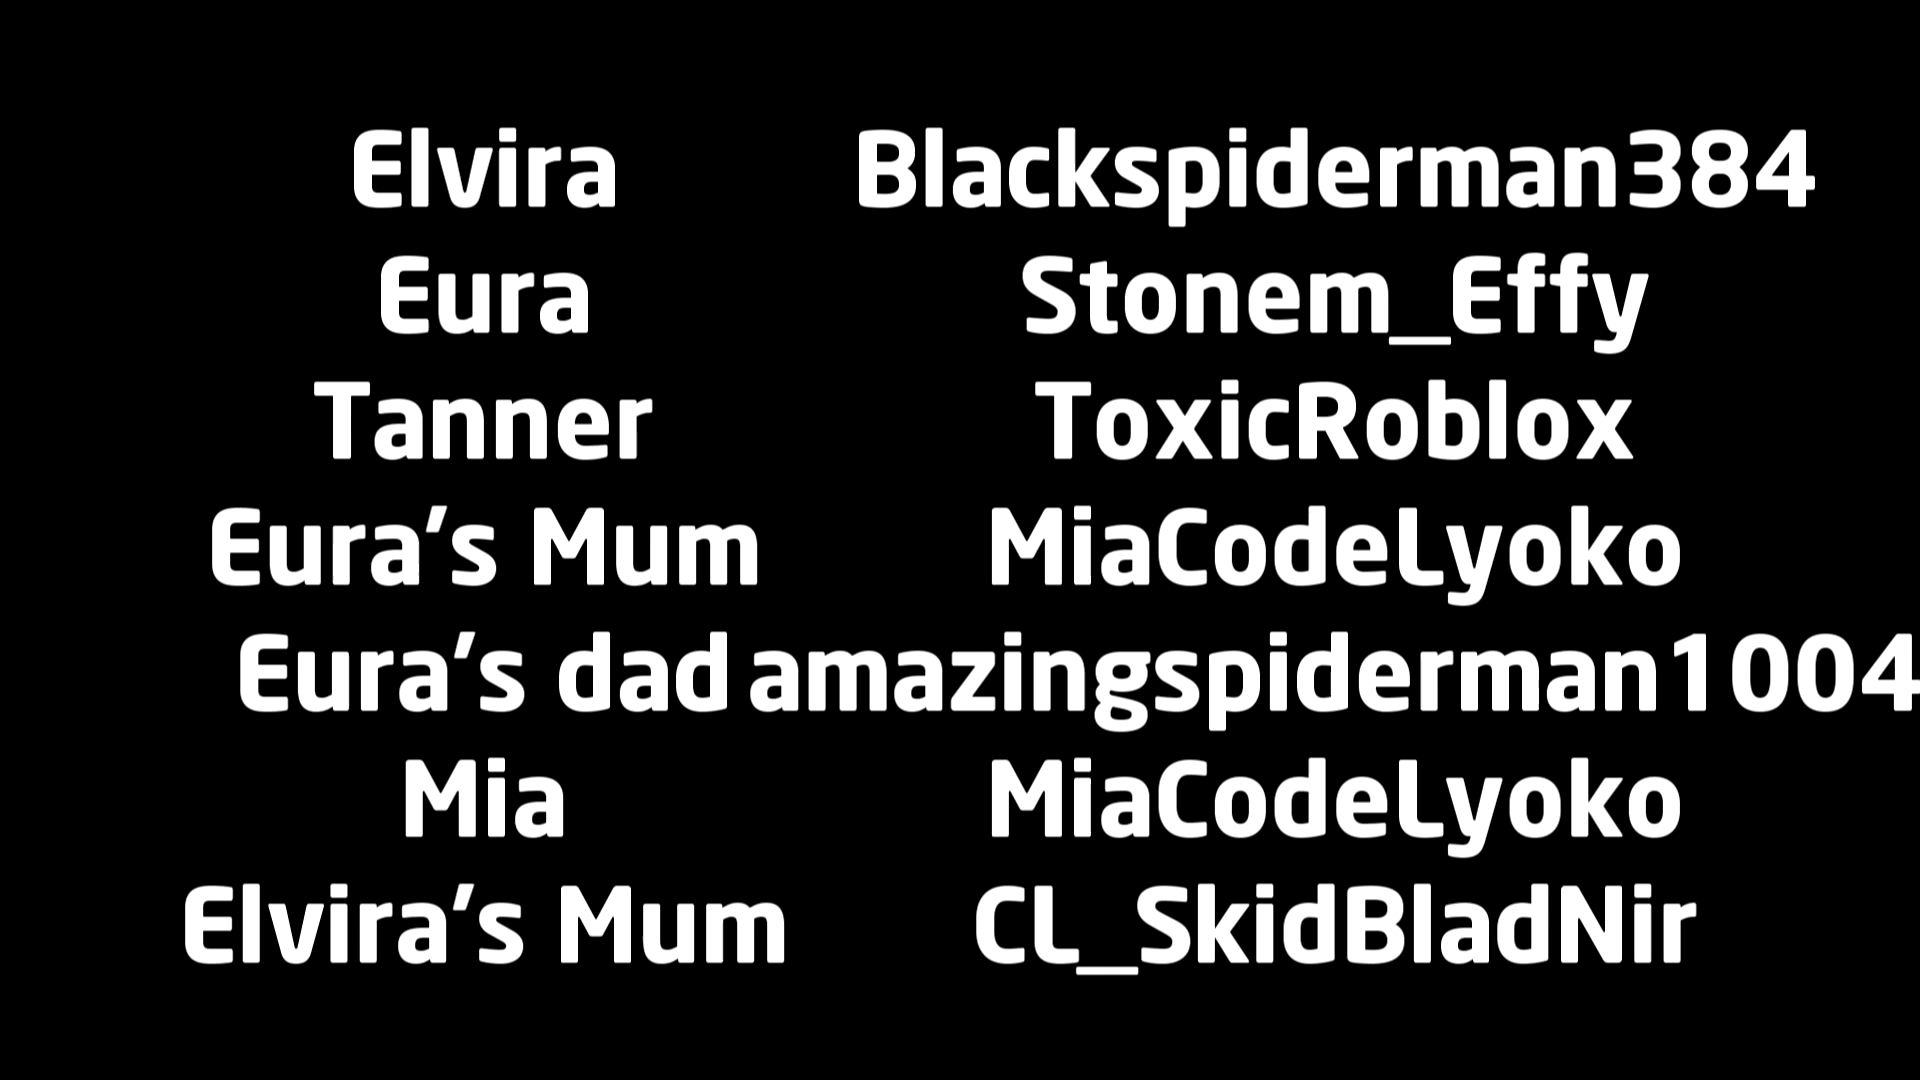 Elvira Blackspiderman384
Eura Stonem_Effy
Tanner ToxicRoblox
Eura’s Mum MiaCodeLyoko
Eura’s dad amazingspiderman1004
Mia MiaCodeLyoko
Elvira’s Mum CL_SkidBladNir